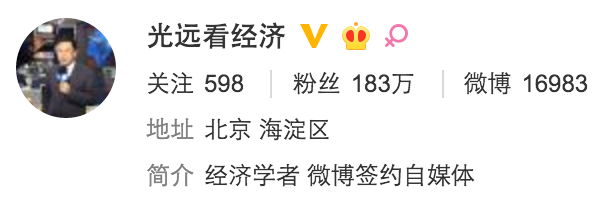 光远看经济
关注 598 粉丝 183万 微博 16983
地址 北京 海淀区
简介 经济学者 微博签约自媒体